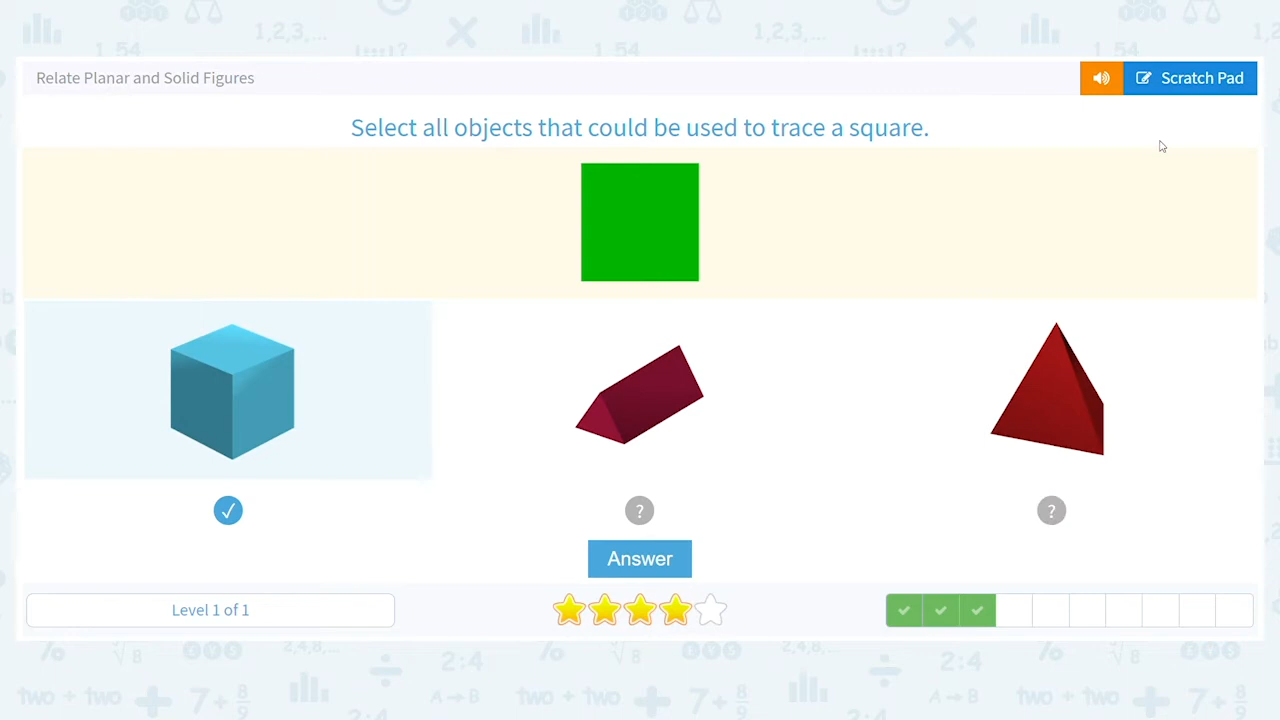 Relate Planar and Solid Figures
Scratch Pad
Select all objects that could be used to trace a square.
? ?
Answer
Level 1 of 1